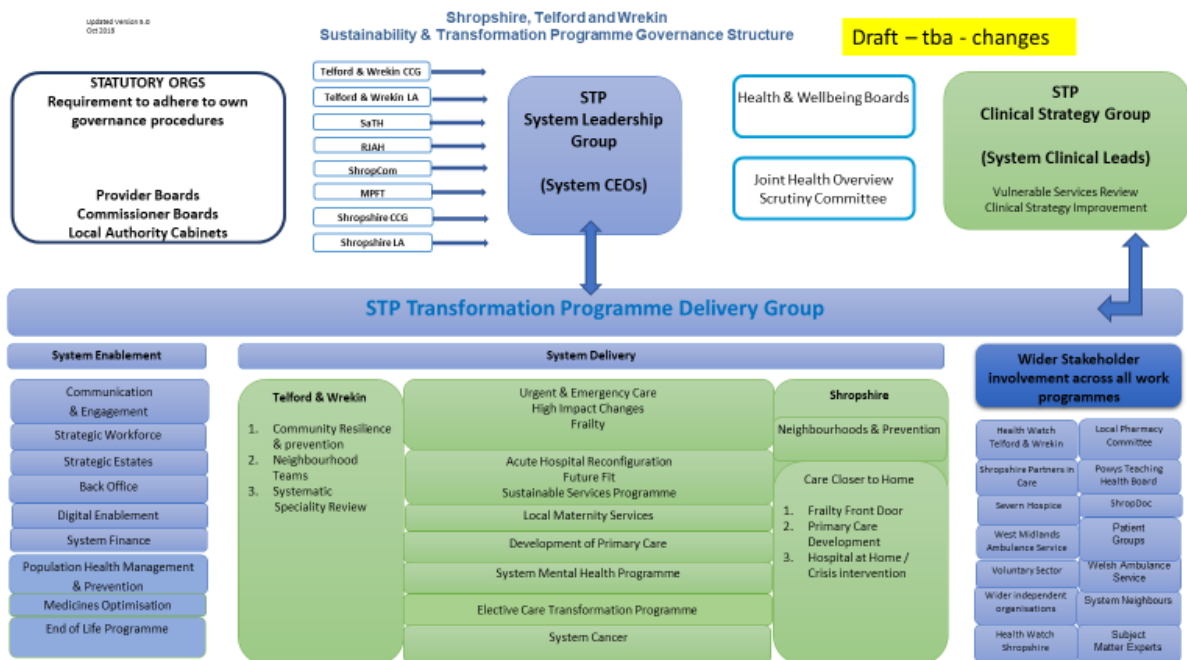 Updated Version 5.0
Oct 2018
Shropshire, Telford and Wrekin
Sustainability & Transformation Programme Governance Structure
Draft – tba - changes
STATUTORY ORGS
Requirement to adhere to own
governance procedures
Provider Boards
Commissioner Boards
Local Authority Cabinets
Telford & Wrekin CCG
Telford & Wrekin LA
SaTH
RJAH
ShropCom
MPFT
Shropshire CCG
Shropshire LA
STP
System Leadership
Group
(System CEOs)
Health & Wellbeing Boards
Joint Health Overview
Scrutiny Committee
STP
Clinical Strategy Group
(System Clinical Leads)
Vulnerable Services Review
Clinical Strategy Improvement
STP Transformation Programme Delivery Group
System Enablement
Communication
& Engagement
Strategic Workforce
Strategic Estates
Back Office
Digital Enablement
System Finance
Population Health Management
& Prevention
Medicines Optimisation
End of Life Programme
System Delivery
Telford & Wrekin
1. Community Resilience
& prevention
2. Neighbourhood
Teams
3. Systematic
Speciality Review
Urgent & Emergency Care
High Impact Changes
Frailty
Acute Hospital Reconfiguration
Future Fit
Sustainable Services Programme
Local Maternity Services
Development of Primary Care
System Mental Health Programme
Elective Care Transformation Programme
System Cancer
Shropshire
Neighbourhoods & Prevention
Care Closer to Home
1. Frailty Front Door
2. Primary Care
Development
3. Hospital at Home /
Crisis intervention
Wider Stakeholder
involvement across all work
programmes
Health Watch
Telford & Wrekin
Shropshire Partners in
Care
Severn Hospice
West Midlands
Ambulance Service
Voluntary Sector
Wider independent
organisations
Health Watch
Shropshire
Local Pharmacy
Committee
Powys Teaching
Health Board
ShropDoc
Patient
Groups
Welsh Ambulance
Service
System Neighbours
Subject
Matter Experts